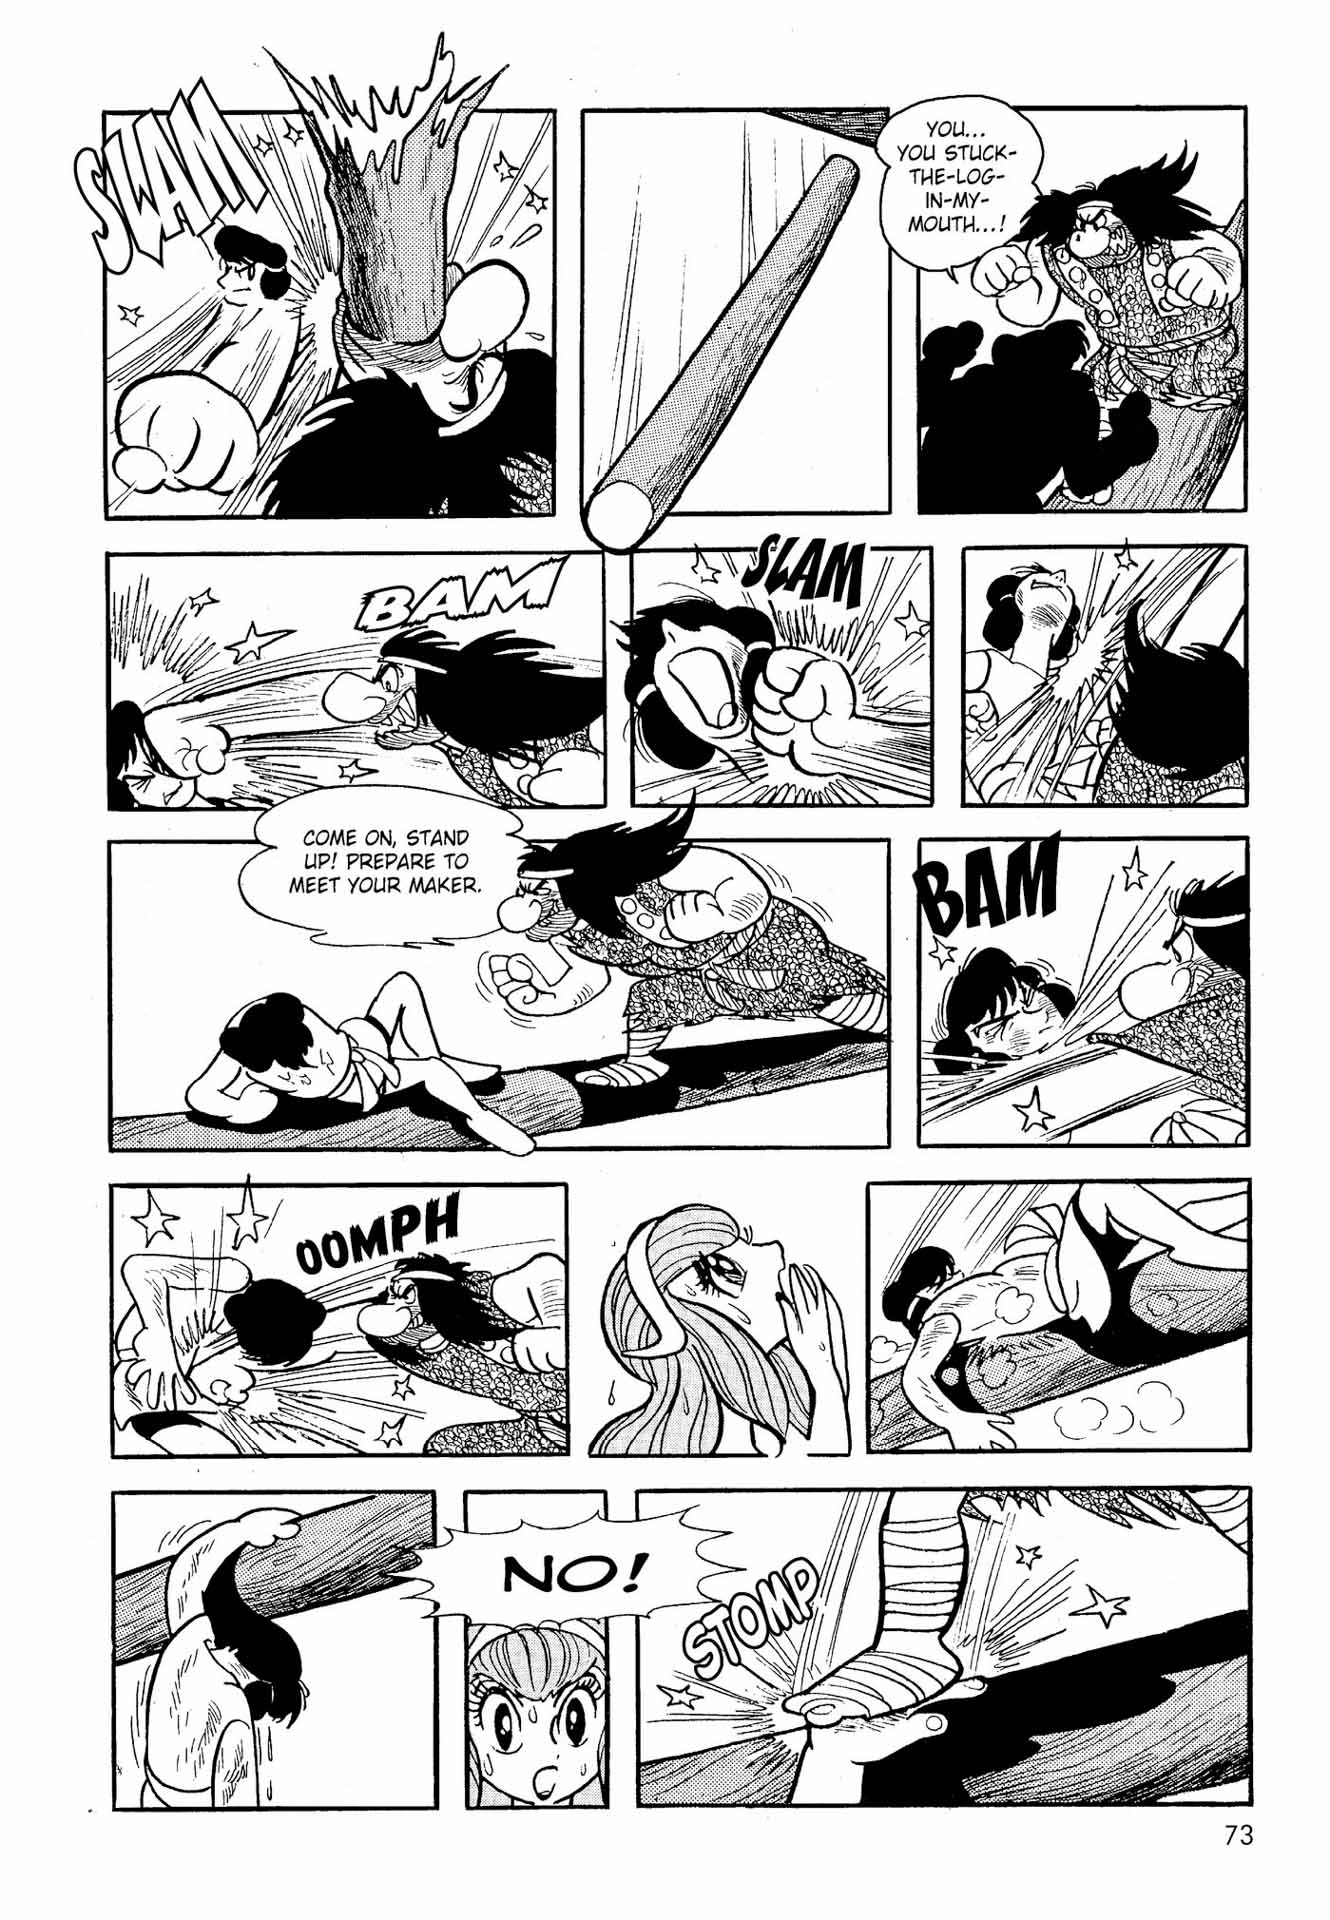 SLAM
YOU...
YOU STUCK-
THE-LOG-
IN-MY-
MOUTH...!
BAM
SLAM
COME ON, STAND
UP! PREPARE TO
MEET YOUR MAKER.
BAM
OOMPH
NO!
STOMP
73